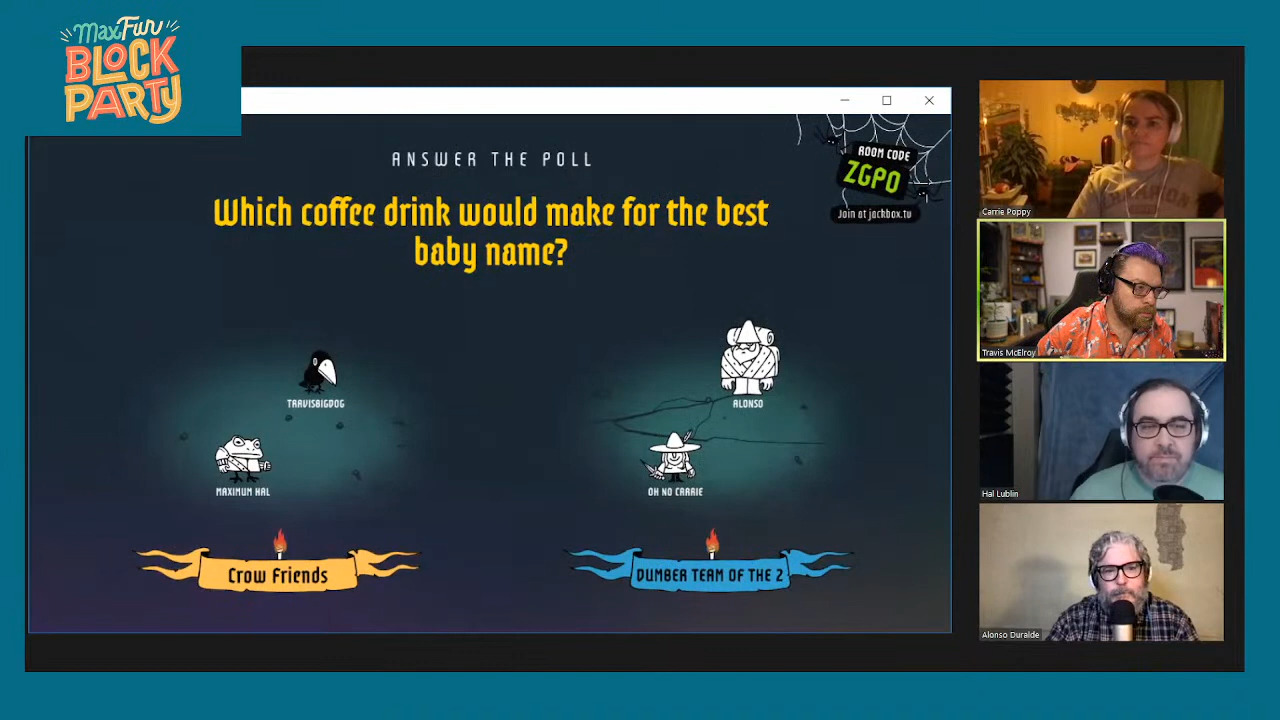 MaxFun
BLOCK
PARTY
ANSWER THE POLL
ROOM CODE
ZGPO
Join at jackbox.tv
Which coffee drink would make for the best
baby name?
TRAVISBIGDOG
ALONSO
MAXIMUM HAL
OH NO CARRIE
Crow Friends
DUMBER TEAM OF THE 2
Carrie Poppy
Travis McElroy
Hal Lublin
Alonso Duralde